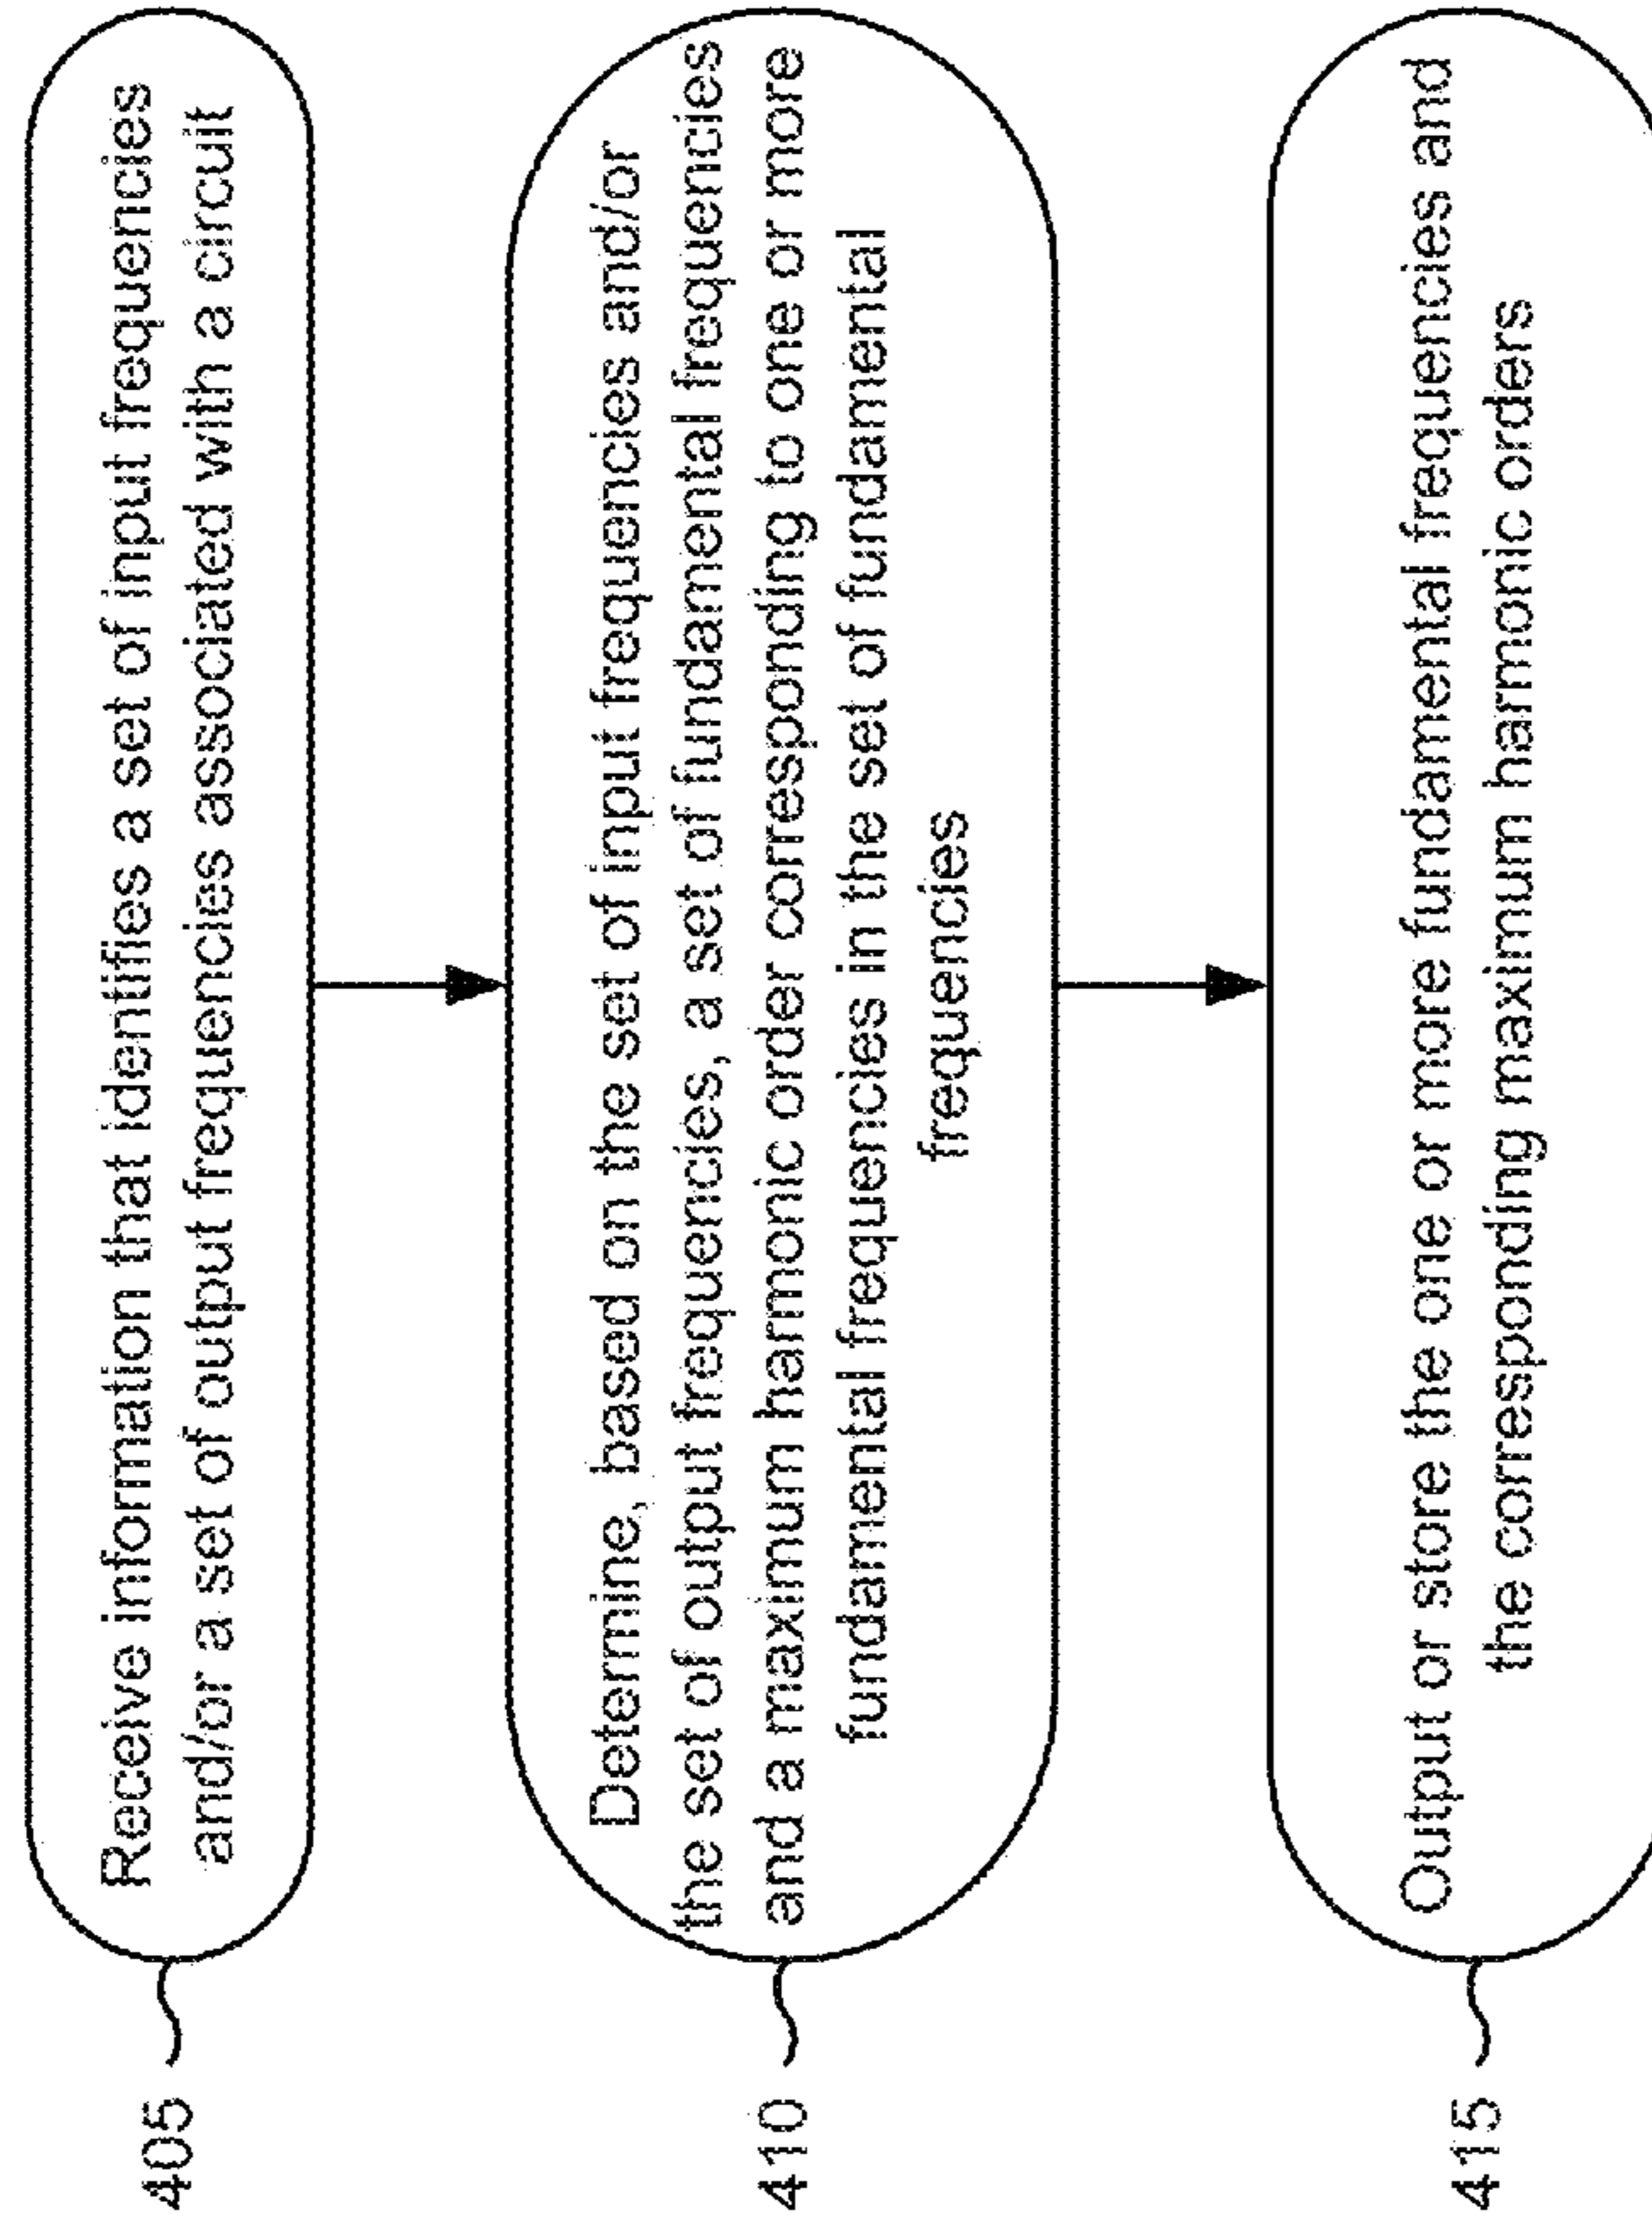 405
Receive information that identifies a set of input frequencies
and/or a set of output frequencies associated with a circuit
410
Determine, based on the set of input frequencies and/or
the set of output frequencies, a set of fundamental frequencies
and a maximum harmonic order corresponding to one or more
fundamental frequencies in the set of fundamental
frequencies
415
Output or store the one or more fundamental frequencies and
the corresponding maximum harmonic orders